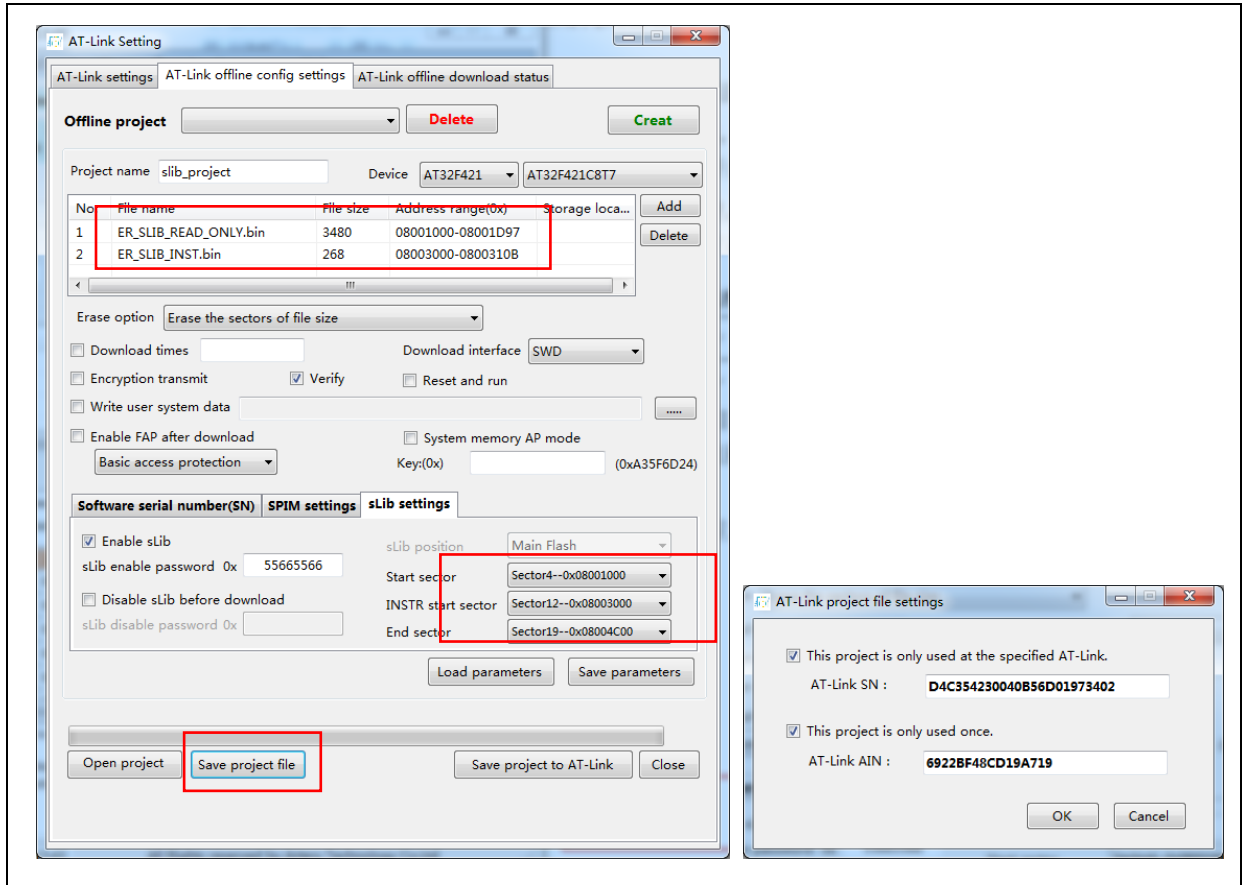 AT-Link Setting
AT-Link settings AT-Link offline config settings AT-Link offline download status
Offline project Delete Creat
Project name slib_project Device AT32F421 AT32F421C8T7
No File name File size Address range(0x) Storage loca... Add
1 ER_SLIB_READ_ONLY.bin 3480 08001000-08001D97 Delete
2 ER_SLIB_INST.bin 268 08003000-0800310B
Erase option Erase the sectors of file size
Download times Download interface SWD
Encryption transmit Verify Reset and run
Write user system data .....
Enable FAP after download System memory AP mode
Basic access protection Key:(0x) (0xA35F6D24)
Software serial number(SN) SPIM settings sLib settings
Enable sLib sLib position Main Flash
sLib enable password 0x 55665566 Start sector Sector4--0x08001000
Disable sLib before download INSTR start sector Sector12--0x08003000
sLib disable password 0x End sector Sector19--0x08004C00
Load parameters Save parameters
Open project Save project file Save project to AT-Link Close
AT-Link project file settings
This project is only used at the specified AT-Link.
AT-Link SN : D4C354230040B56D01973402
This project is only used once.
AT-Link AIN : 6922BF48CD19A719
OK Cancel